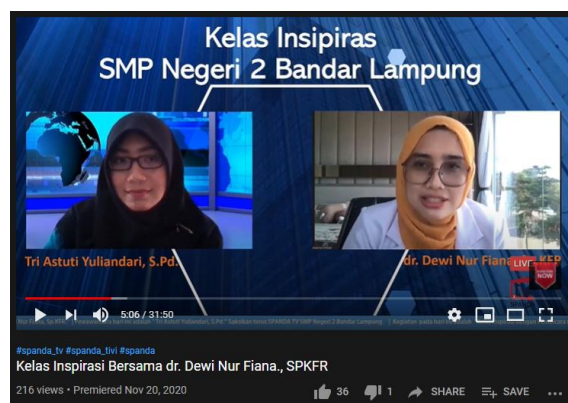 Kelas Insipiras
SMP Negeri 2 Bandar Lampung
Tri Astuti Yuliandari, S.Pd.
dr. Dewi Nur Fiana
LIVE
NOW
5:06 / 31:50
#spanda_tv #spanda_tivi #spanda
Kelas Inspirasi Bersama dr. Dewi Nur Fiana., SPKFR
216 views • Premiered Nov 20, 2020
36
1
SHARE
SAVE